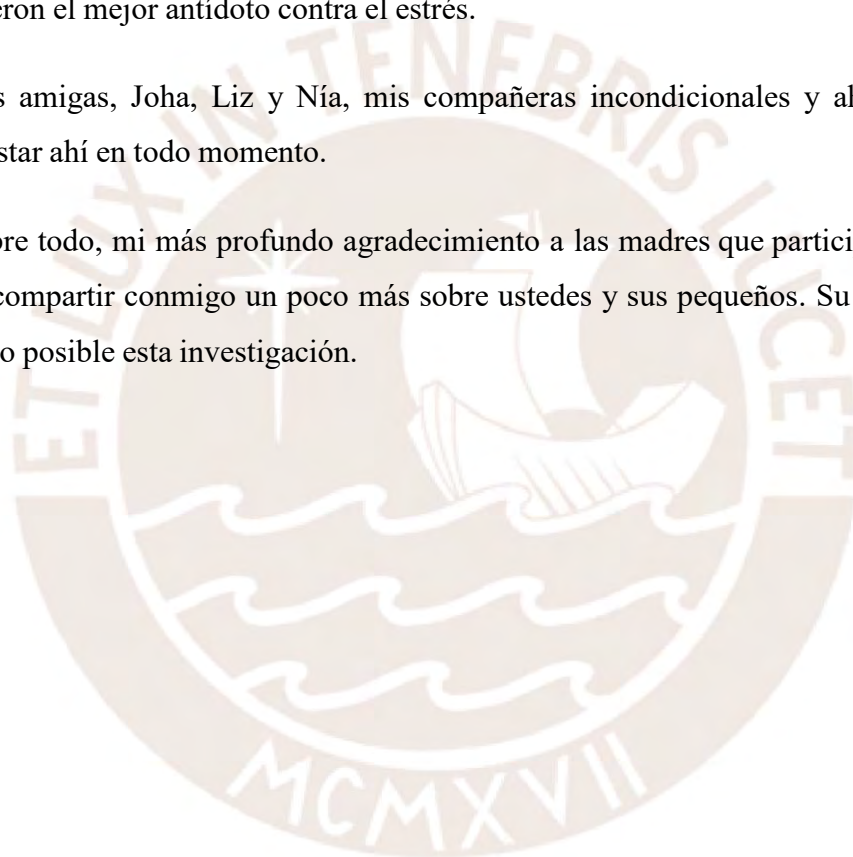 eron el mejor antídoto contra el estrés.
s amigas, Joha, Liz y Nía, mis compañeras incondicionales y al
star ahí en todo momento.
bre todo, mi más profundo agradecimiento a las madres que partici
compartir conmigo un poco más sobre ustedes y sus pequeños. Su
o posible esta investigación.
ET LUX IN TENEBRIS LUCET
MCMXVII